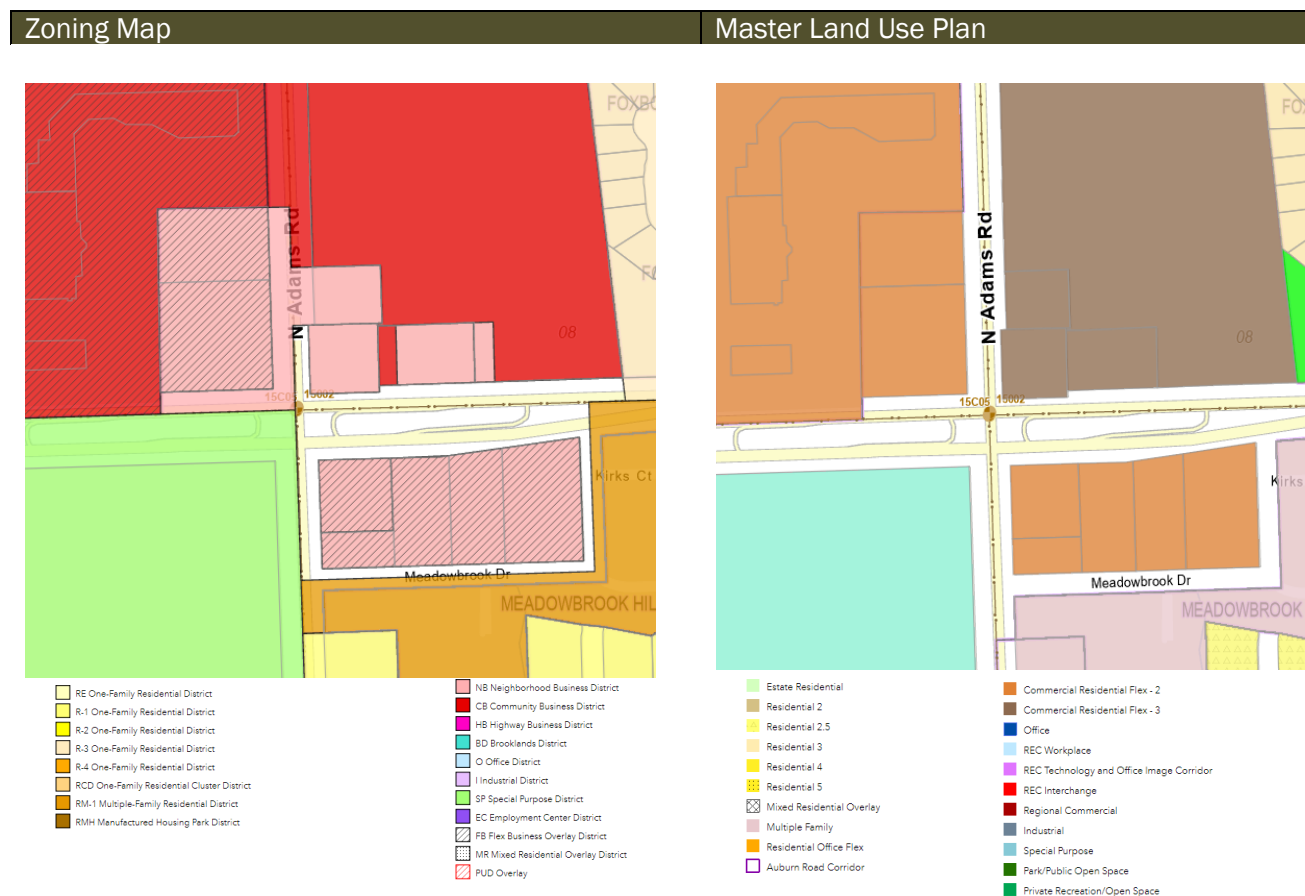 Zoning Map
Master Land Use Plan
FOXBO
N Adams Rd
08
15C05 15002
Kirks Ct
Meadowbrook Dr
MEADOWBROOK HIL
FOX
N Adams Rd
08
15C05 15002
Kirks
Meadowbrook Dr
MEADOWBROOK
RE One-Family Residential District
R-1 One-Family Residential District
R-2 One-Family Residential District
R-3 One-Family Residential District
R-4 One-Family Residential District
RCD One-Family Residential Cluster District
RM-1 Multiple-Family Residential District
RMH Manufactured Housing Park District
NB Neighborhood Business District
CB Community Business District
HB Highway Business District
BD Brooklands District
O Office District
I Industrial District
SP Special Purpose District
EC Employment Center District
FB Flex Business Overlay District
MR Mixed Residential Overlay District
PUD Overlay
Estate Residential
Residential 2
Residential 2.5
Residential 3
Residential 4
Residential 5
Mixed Residential Overlay
Multiple Family
Residential Office Flex
Auburn Road Corridor
Commercial Residential Flex - 2
Commercial Residential Flex - 3
Office
REC Workplace
REC Technology and Office Image Corridor
REC Interchange
Regional Commercial
Industrial
Special Purpose
Park/Public Open Space
Private Recreation/Open Space